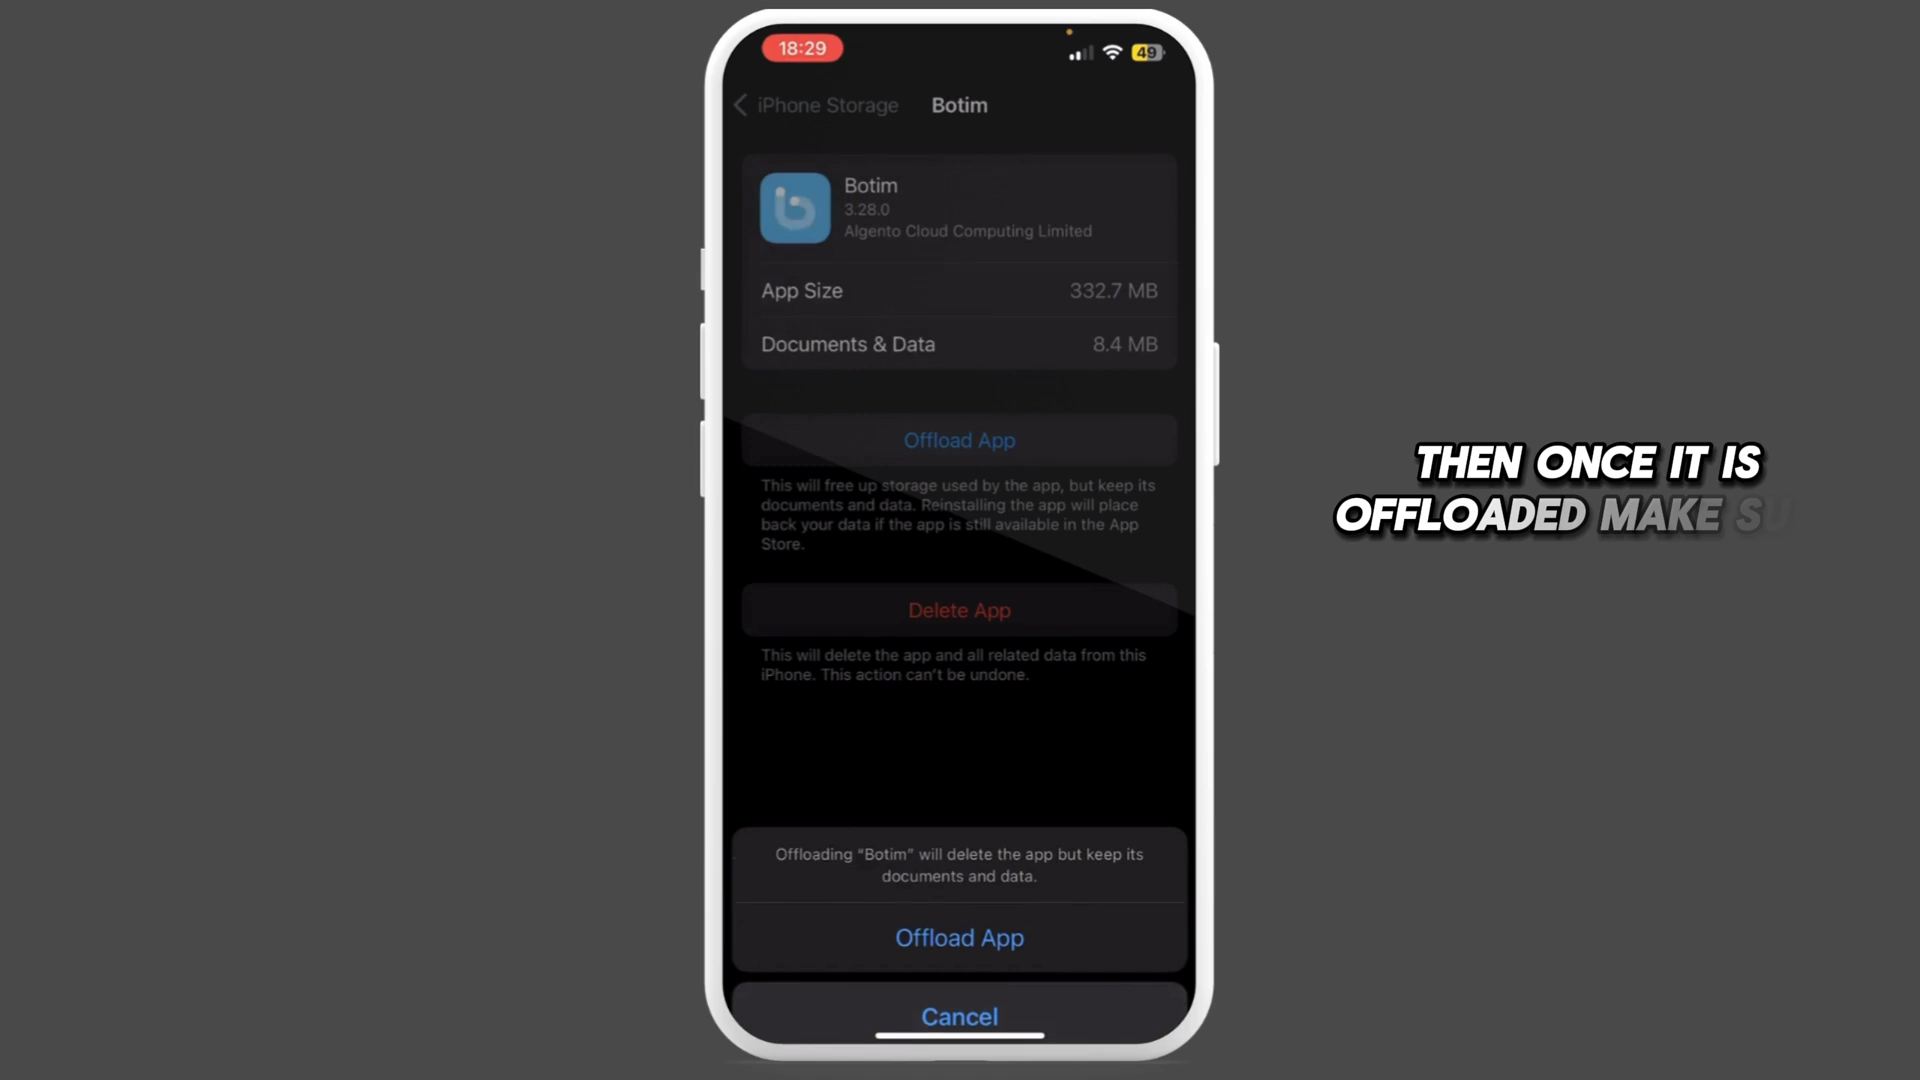 18:29
49
iPhone Storage
Botim
Botim
3.28.0
Algento Cloud Computing Limited
App Size
332.7 MB
Documents & Data
8.4 MB
Offload App
This will free up storage used by the app, but keep its
documents and data. Reinstalling the app will place
back your data if the app is still available in the App
Store.
Delete App
This will delete the app and all related data from this
iPhone. This action can't be undone.
Offloading “Botim” will delete the app but keep its
documents and data.
Offload App
Cancel
THEN ONCE IT IS
OFFLOADED MAKE SU